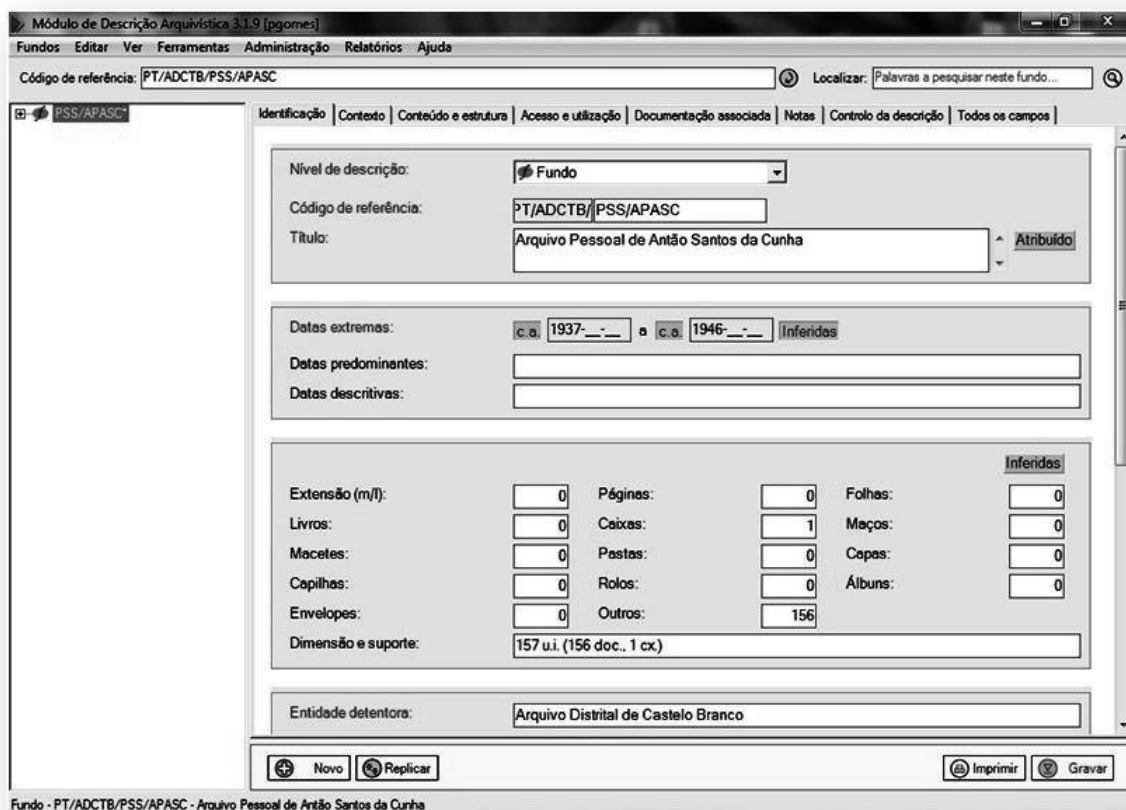 Módulo de Descrição Arquivística 3.1.9 [pgomes]
Fundos Editar Ver Ferramentas Administração Relatórios Ajuda
Código de referência: PT/ADCTB/PSS/APASC Localizar: Palavras a pesquisar neste fundo...
PSS/APASC*
Identificação Contexto Conteúdo e estrutura Acesso e utilização Documentação associada Notas Controlo da descrição Todos os campos
Nível de descrição: Fundo
Código de referência: PT/ADCTB/ PSS/APASC
Título: Arquivo Pessoal de Antão Santos da Cunha Atribuído
Datas extremas: c.a. 1937-__-__ a c.a. 1946-__-__ Inferidas
Datas predominantes:
Datas descritivas:
Inferidas
Extensão (m/l): 0 Páginas: 0 Folhas: 0
Livros: 0 Caixas: 1 Maços: 0
Macetes: 0 Pastas: 0 Capas: 0
Capilhas: 0 Rolos: 0 Álbuns: 0
Envelopes: 0 Outros: 156
Dimensão e suporte: 157 u.i. (156 doc., 1 cx.)
Entidade detentora: Arquivo Distrital de Castelo Branco
Novo Replicar Imprimir Gravar
Fundo - PT/ADCTB/PSS/APASC - Arquivo Pessoal de Antão Santos da Cunha